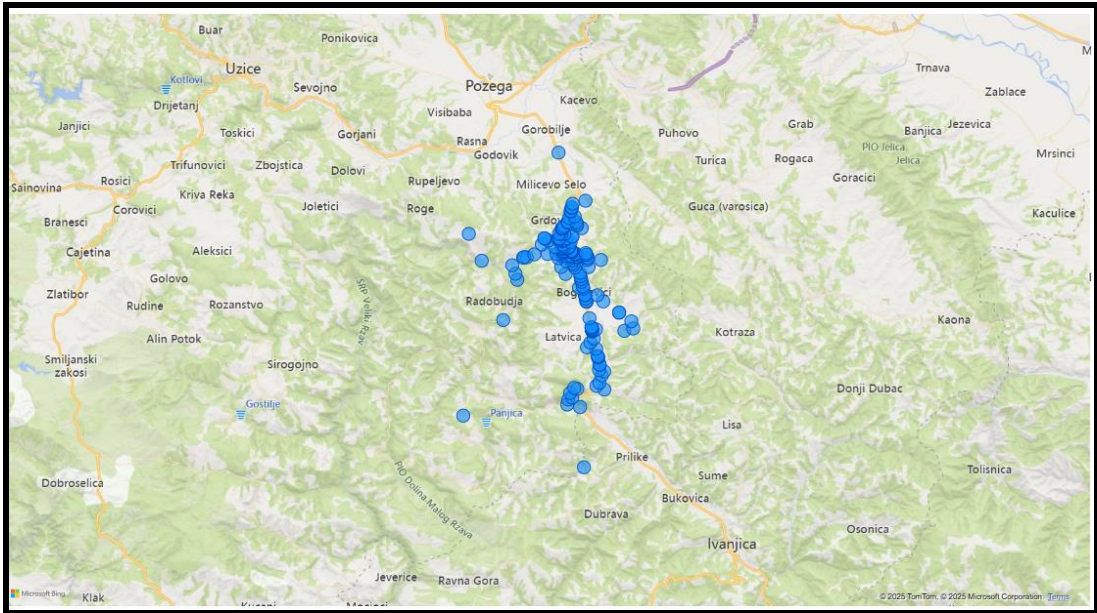 Buar
Ponikovica
Uzice
Kotlovi
Sevojno
Pozega
Trnava
Drijetanj
Visibaba
Kacevo
Zablace
Janjici
Toskici
Gorjani
Rasna
Gorobilje
Puhovo
Grab
Banjica
Jezevica
PIO Jelica
Jelica
Mrsinci
Trifunovici
Zbojstica
Dolovi
Godovik
Turica
Rogaca
Sainovina
Rosici
Kriva Reka
Rupeljevo
Milicevo Selo
Goracici
Branesci
Corovici
Joletici
Roge
Guca (varosica)
Kaculice
Cajetina
Aleksici
Golovo
Zlatibor
Rudine
Rozanstvo
SRP Veliki Rzav
Radobudja
Kaona
Alin Potok
Latvica
Kotraza
Smiljanski
zakosi
Sirogojno
Donji Dubac
Gostilje
Panjica
Lisa
Prilike
Tolisnica
Dobroselica
PIO Dolina Malog Rzava
Sume
Bukovica
Dubrava
Osonica
Ivanjica
Jeverice
Ravna Gora
Klak
Microsoft Bing
© 2025 TomTom, © 2025 Microsoft Corporation Terms